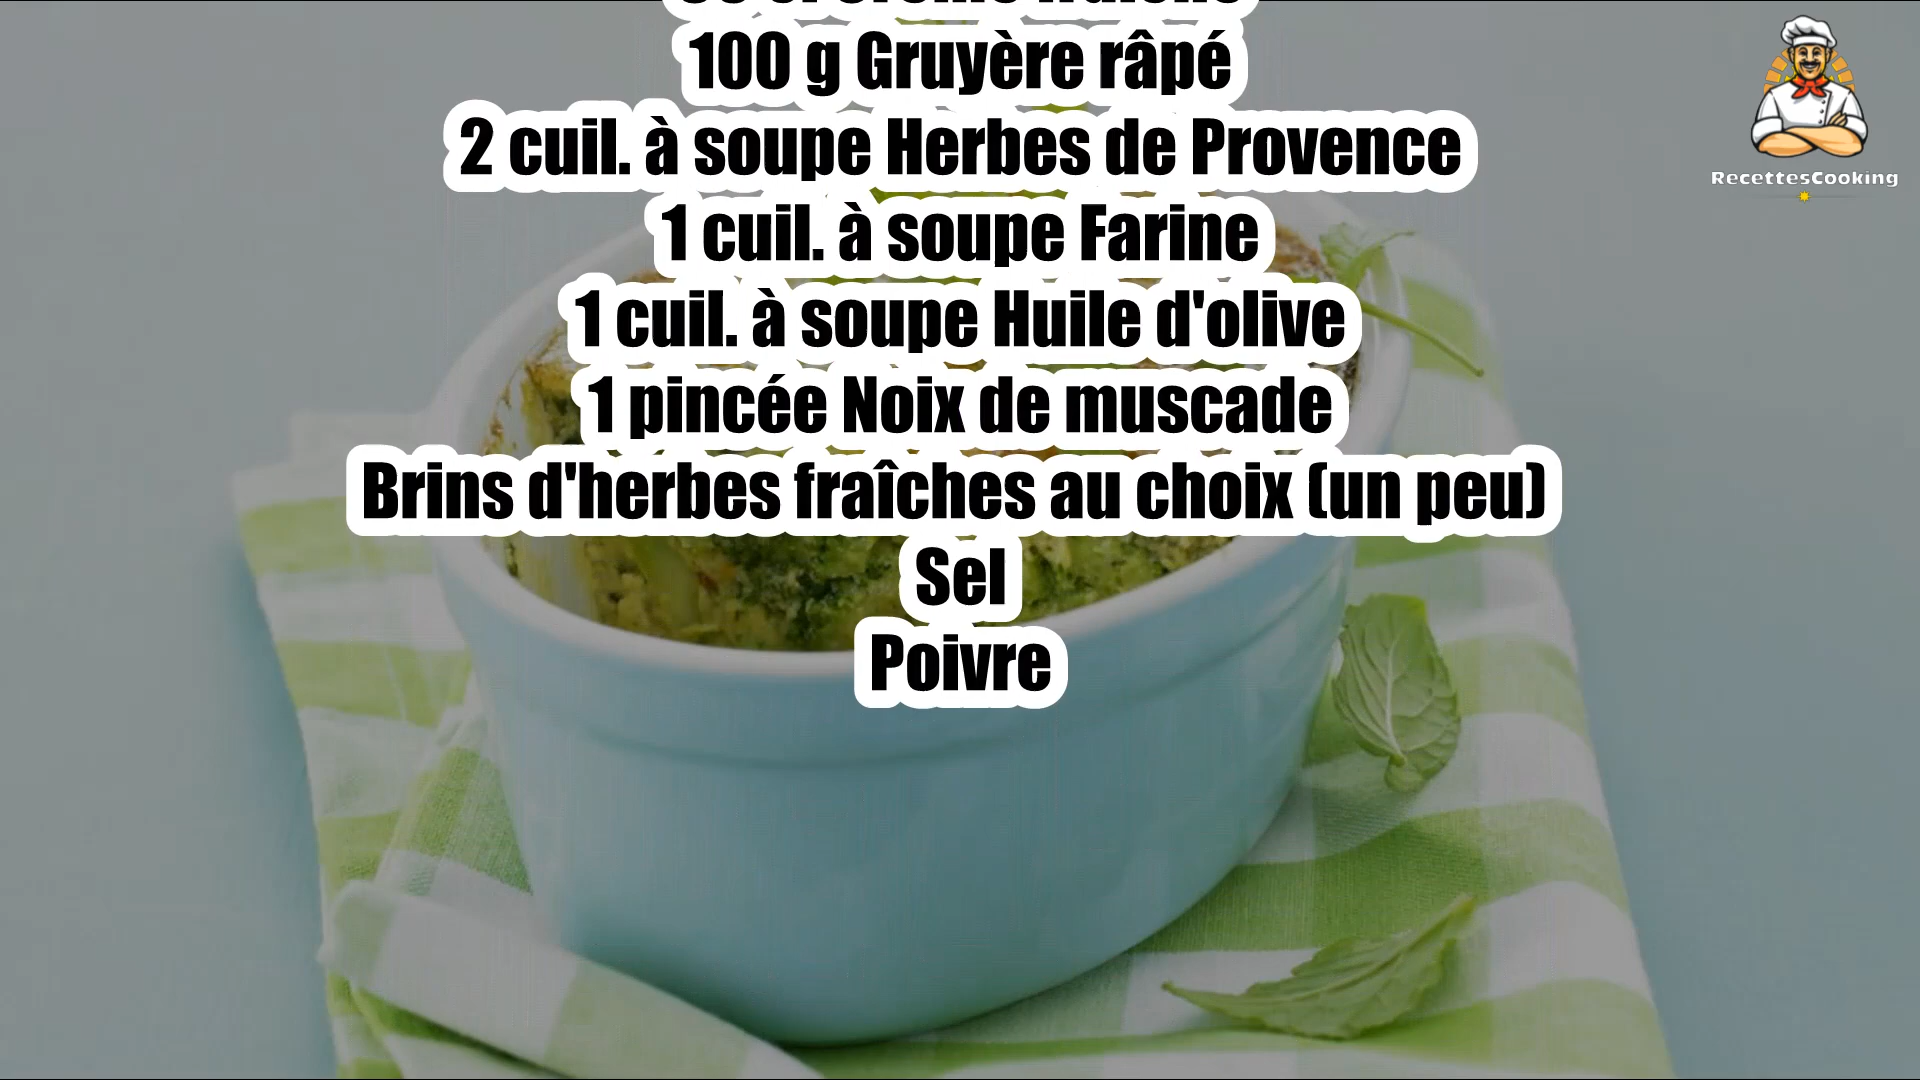 100 g Gruyère râpé
2 cuil. à soupe Herbes de Provence
1 cuil. à soupe Farine
1 cuil. à soupe Huile d'olive
1 pincée Noix de muscade
Brins d'herbes fraîches au choix (un peu)
Sel
Poivre
RecettesCooking